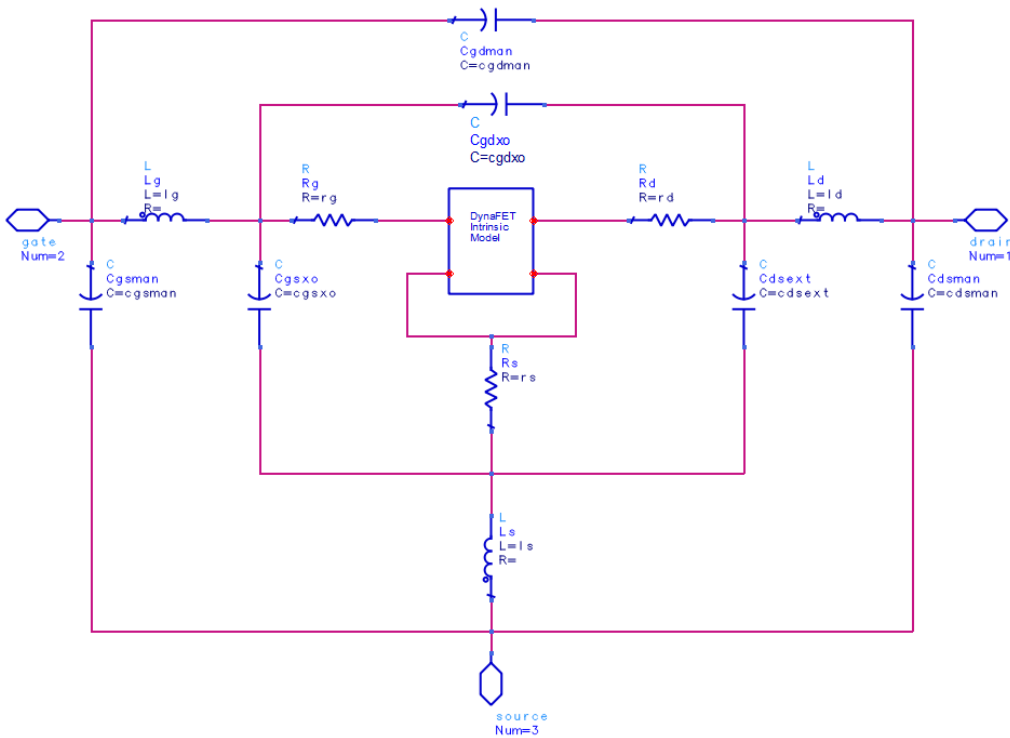 C
Cgdman
C=cgdman
C
Cgdxo
C=cgdxo
L
Lg
L=lg
R=
R
Rg
R=rg
DynaFET
Intrinsic
Model
R
Rd
R=rd
L
Ld
L=ld
R=
gate
Num=2
drain
Num=1
C
Cgsman
C=cgsman
C
Cgsxo
C=cgsxo
C
Cdsext
C=cdsext
C
Cdsman
C=cdsman
R
Rs
R=rs
L
Ls
L=ls
R=
source
Num=3